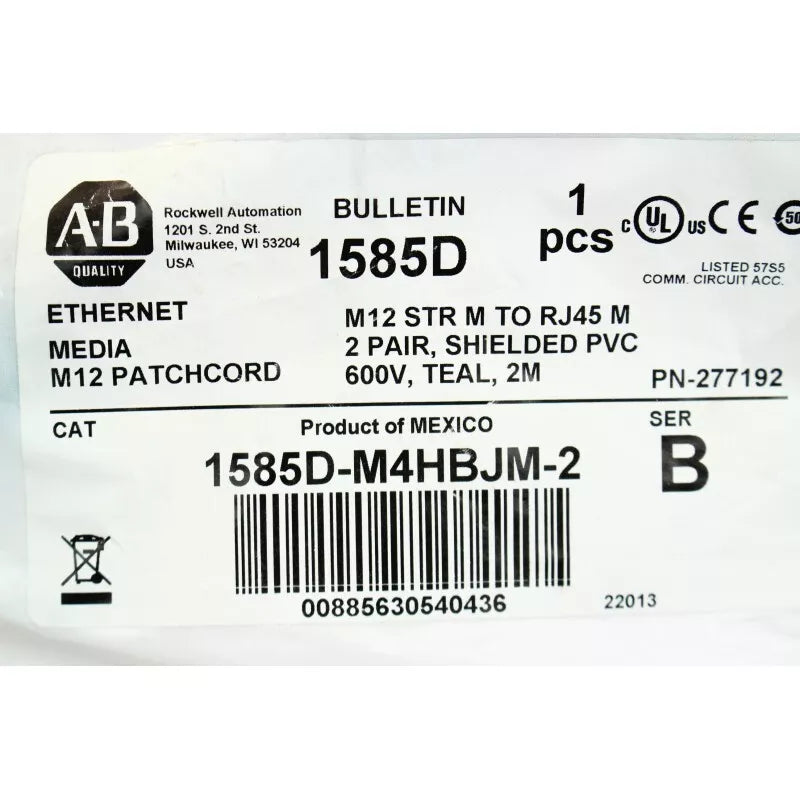 A·B
QUALITY
Rockwell Automation
1201 S. 2nd St.
Milwaukee, WI 53204
USA
BULLETIN
1585D
1
pcs
C UL US CE 50
LISTED 57S5
COMM. CIRCUIT ACC.
ETHERNET
MEDIA
M12 PATCHCORD
M12 STR M TO RJ45 M
2 PAIR, SHIELDED PVC
600V, TEAL, 2M
PN-277192
CAT
Product of MEXICO
SER
1585D-M4HBJM-2
B
00885630540436
22013